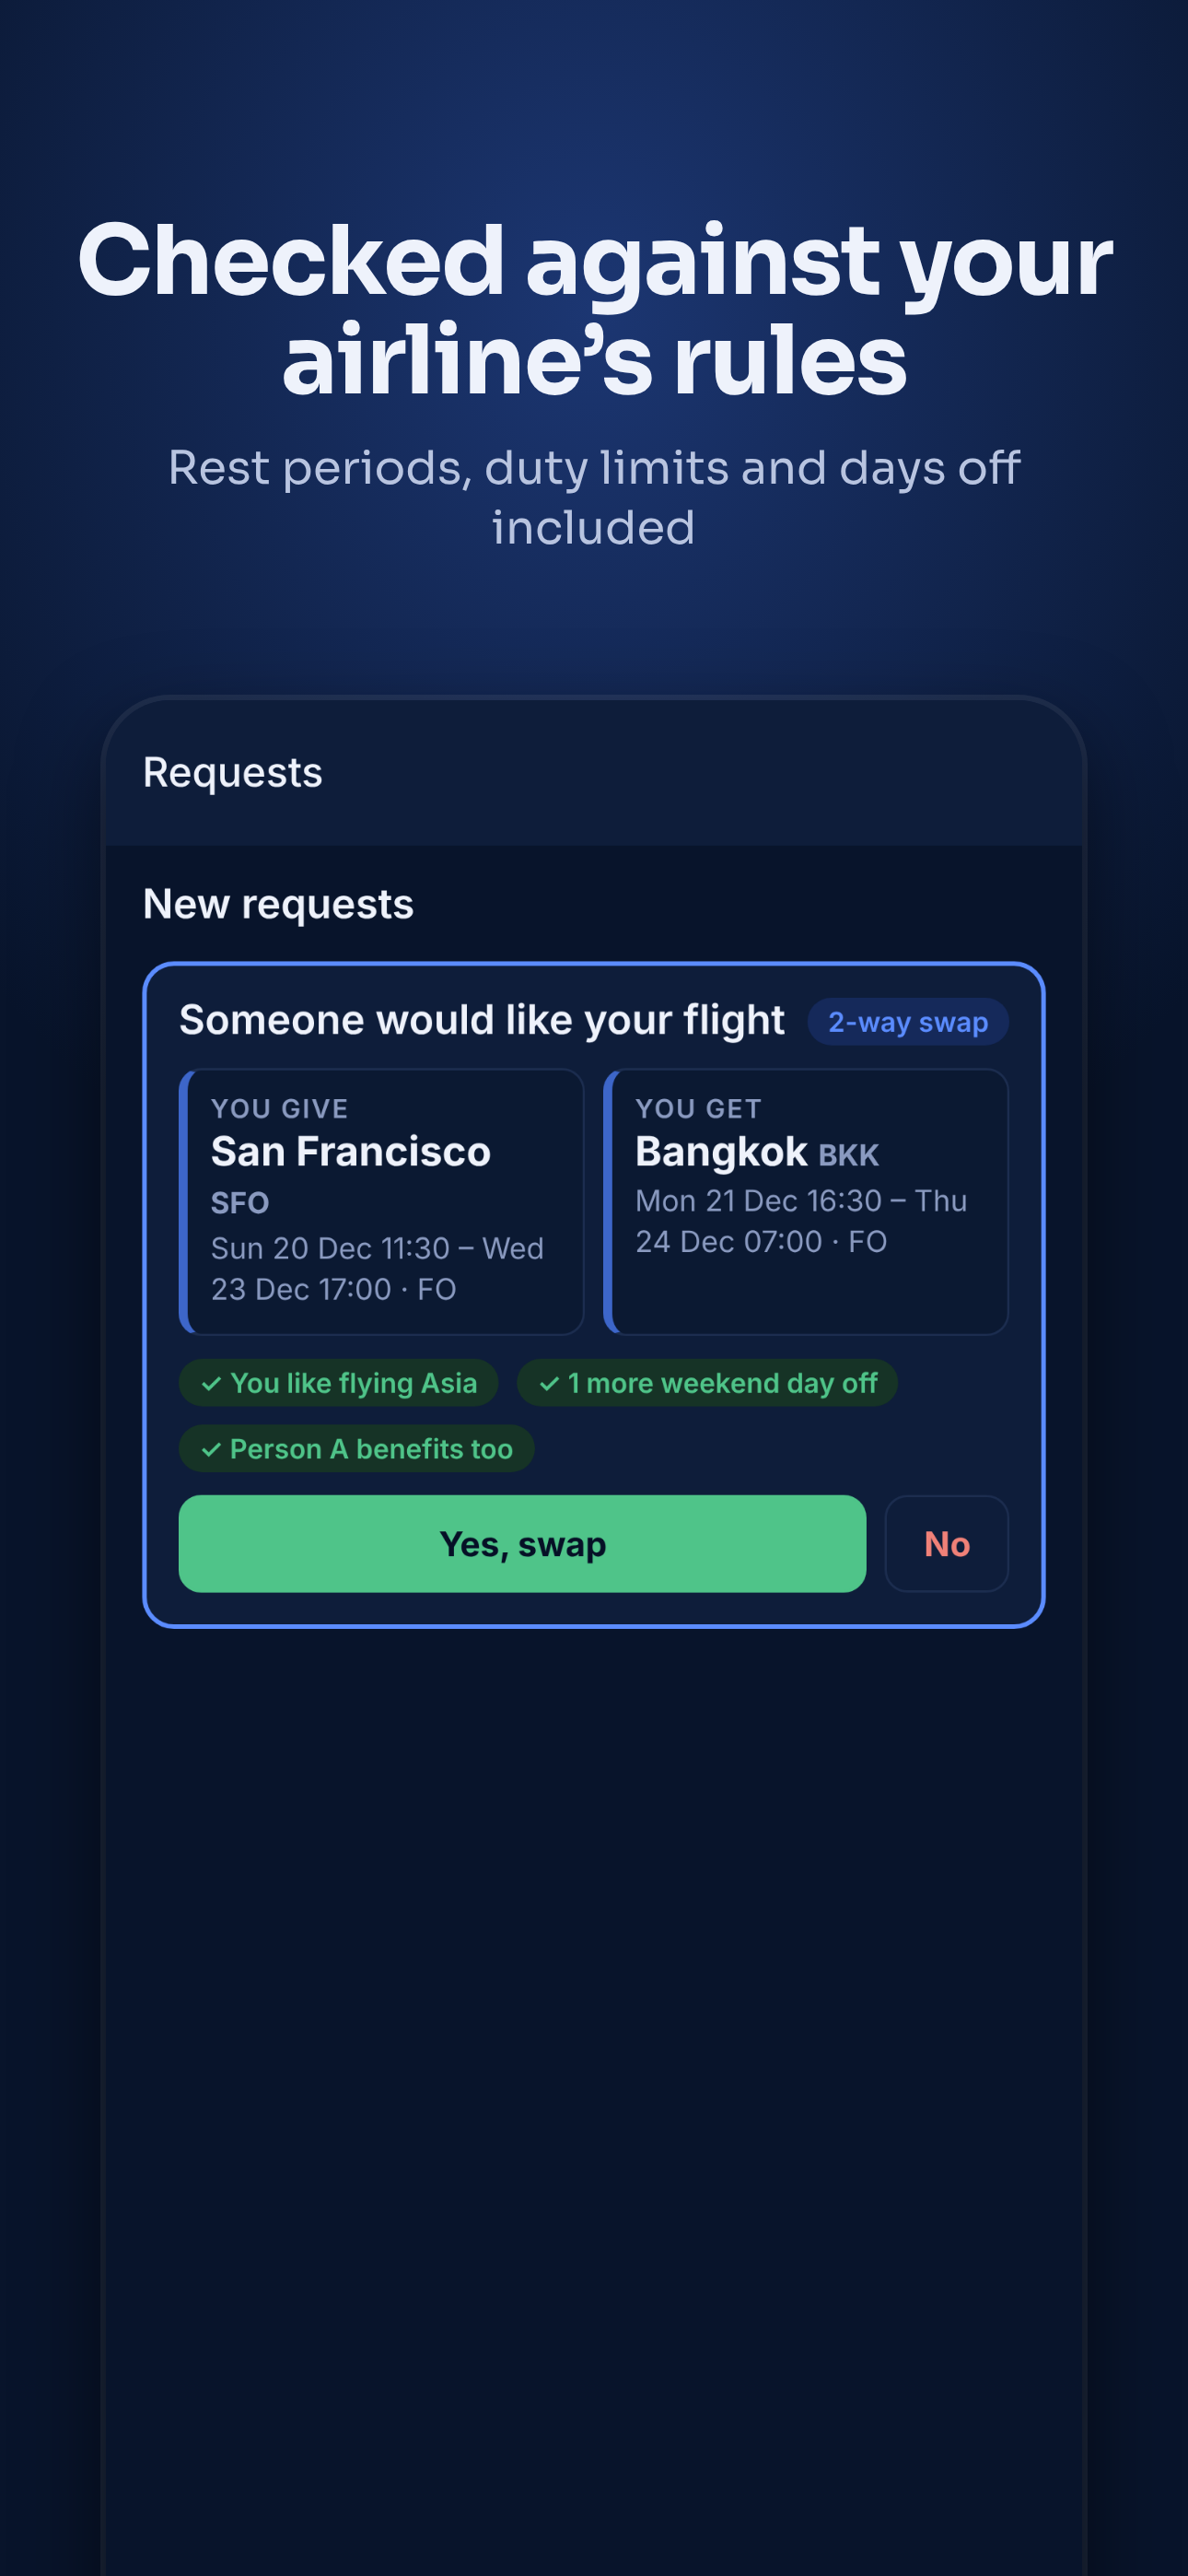 Checked against your
airline’s rules
Rest periods, duty limits and days off
included
Requests
New requests
Someone would like your flight
2-way swap
YOU GIVE
San Francisco
SFO
Sun 20 Dec 11:30 – Wed
23 Dec 17:00 · FO
YOU GET
Bangkok BKK
Mon 21 Dec 16:30 – Thu
24 Dec 07:00 · FO
✓ You like flying Asia
✓ 1 more weekend day off
✓ Person A benefits too
Yes, swap
No